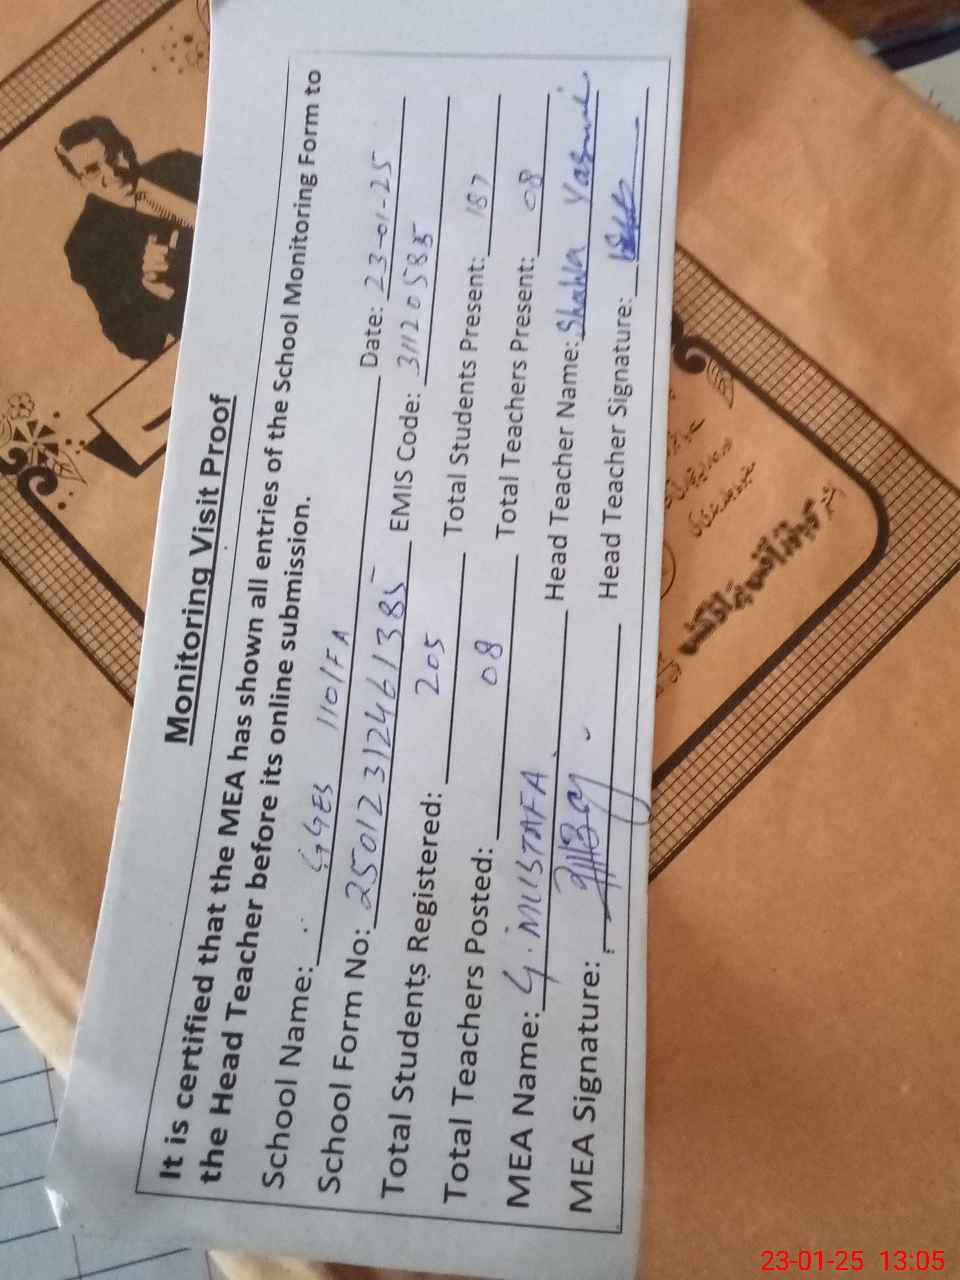 Monitoring Visit Proof
It is certified that the MEA has shown all entries of the School Monitoring Form to
the Head Teacher before its online submission.
School Name: GGES 110/FA Date: 23-01-25
School Form No: 25012312461385 EMIS Code: 31120585
Total Students Registered: 205 Total Students Present: 187
Total Teachers Posted: 08 Total Teachers Present: 08
MEA Name: G. MUSTAFA Head Teacher Name: Yasmin
MEA Signature: Head Teacher Signature:
23-01-25 13:05